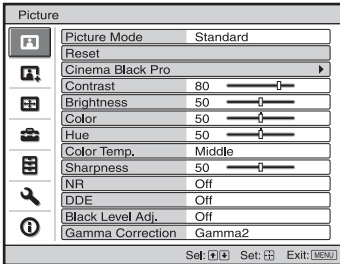 Picture
Picture Mode Standard
Reset
Cinema Black Pro
Contrast 80
Brightness 50
Color 50
Hue 50
Color Temp. Middle
Sharpness 50
NR Off
DDE Off
Black Level Adj. Off
Gamma Correction Gamma2
Sel: Set: Exit: MENU